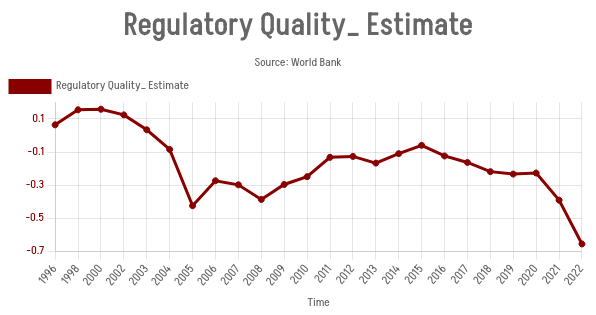 Regulatory Quality_ Estimate
Source: World Bank
Regulatory Quality_ Estimate
0.1
-0.1
-0.3
-0.5
-0.7
1996 1998 2000 2002 2003 2004 2005 2006 2007 2008 2009 2010 2011 2012 2013 2014 2015 2016 2017 2018 2019 2020 2021 2022
Time